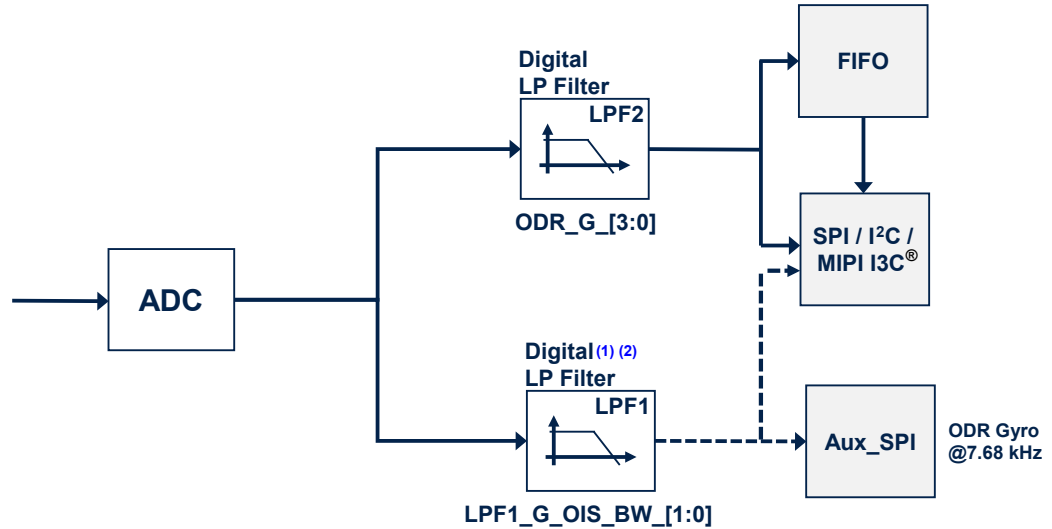 Digital
LP Filter
LPF2
ODR_G_[3:0]
FIFO
SPI / I²C /
MIPI I3C®
ADC
Digital (1) (2)
LP Filter
LPF1
LPF1_G_OIS_BW_[1:0]
Aux_SPI
ODR Gyro
@7.68 kHz